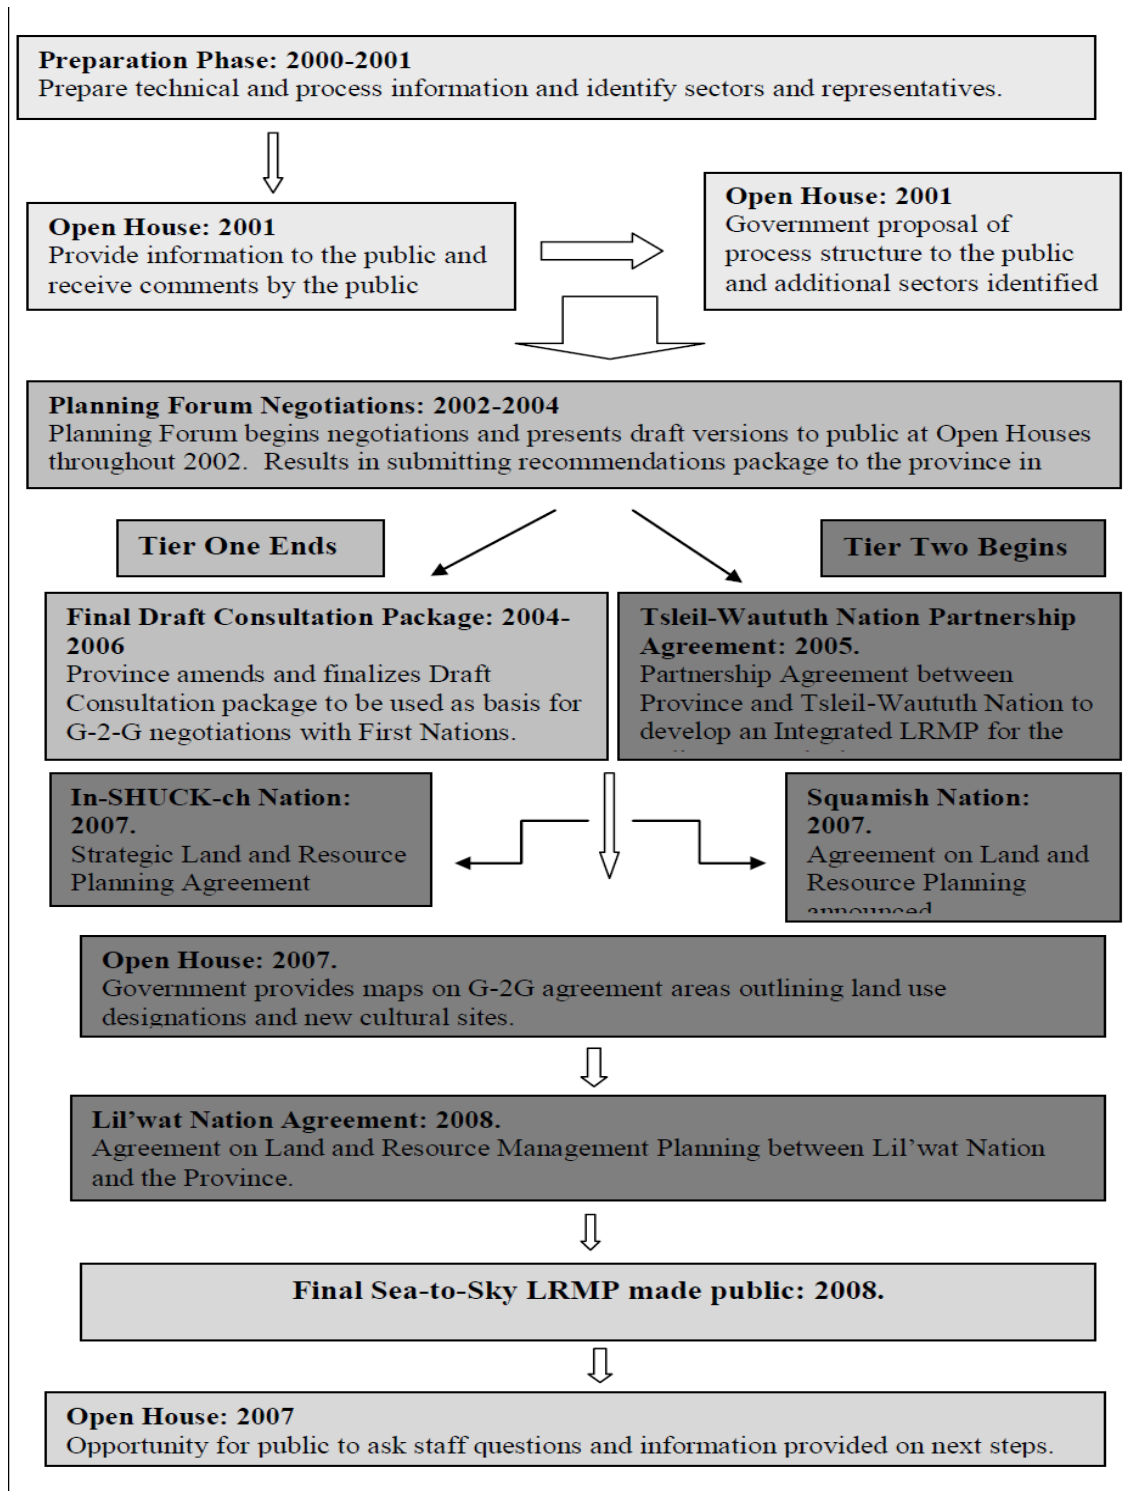 Preparation Phase: 2000-2001
Prepare technical and process information and identify sectors and representatives.
Open House: 2001
Provide information to the public and
receive comments by the public
Open House: 2001
Government proposal of
process structure to the public
and additional sectors identified
Planning Forum Negotiations: 2002-2004
Planning Forum begins negotiations and presents draft versions to public at Open Houses
throughout 2002.  Results in submitting recommendations package to the province in
Tier One Ends
Tier Two Begins
Final Draft Consultation Package: 2004-
2006
Province amends and finalizes Draft
Consultation package to be used as basis for
G-2-G negotiations with First Nations.
Tsleil-Waututh Nation Partnership
Agreement: 2005.
Partnership Agreement between
Province and Tsleil-Waututh Nation to
develop an Integrated LRMP for the
In-SHUCK-ch Nation:
2007.
Strategic Land and Resource
Planning Agreement
Squamish Nation:
2007.
Agreement on Land and
Resource Planning
announced
Open House: 2007.
Government provides maps on G-2G agreement areas outlining land use
designations and new cultural sites.
Lil'wat Nation Agreement: 2008.
Agreement on Land and Resource Management Planning between Lil'wat Nation
and the Province.
Final Sea-to-Sky LRMP made public: 2008.
Open House: 2007
Opportunity for public to ask staff questions and information provided on next steps.